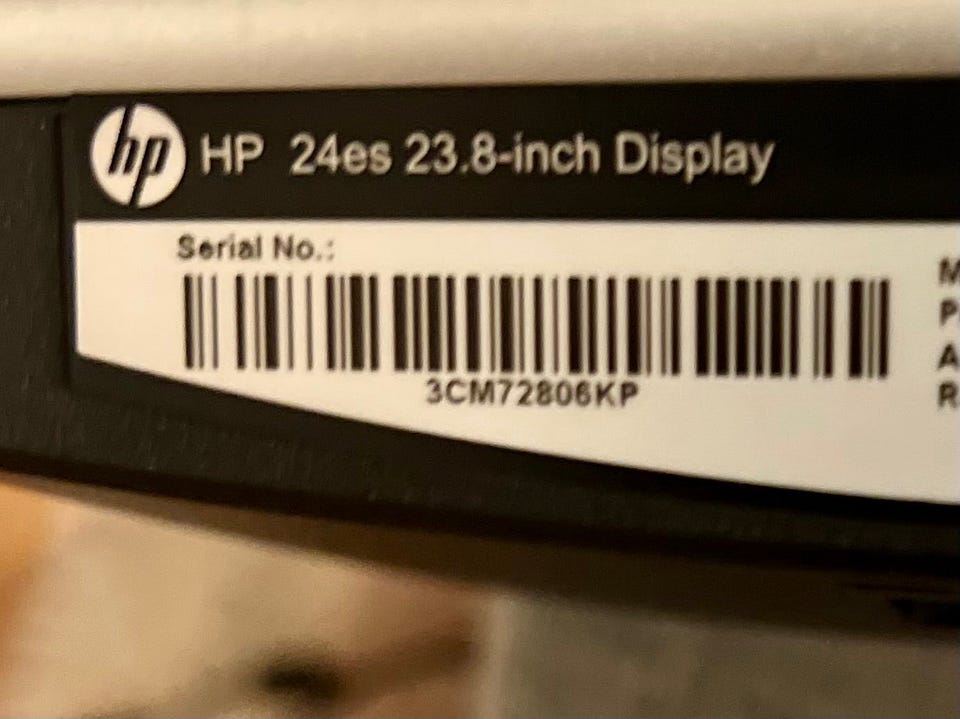 hp HP 24es 23.8-inch Display
Serial No.:
3CM72806KP